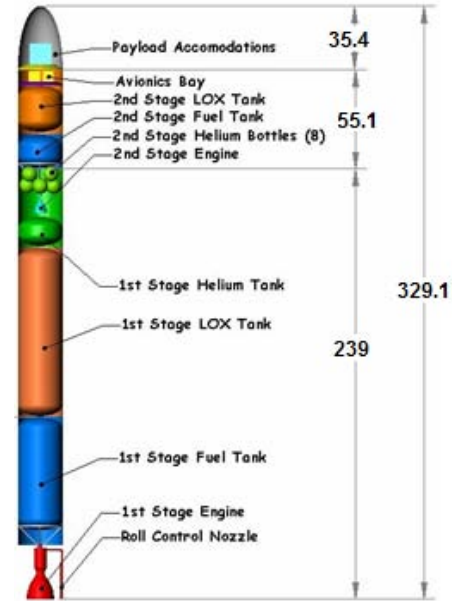 35.4
Payload Accomodations
Avionics Bay
2nd Stage LOX Tank
2nd Stage Fuel Tank
55.1
2nd Stage Helium Bottles (8)
2nd Stage Engine
1st Stage Helium Tank
329.1
1st Stage LOX Tank
239
1st Stage Fuel Tank
1st Stage Engine
Roll Control Nozzle